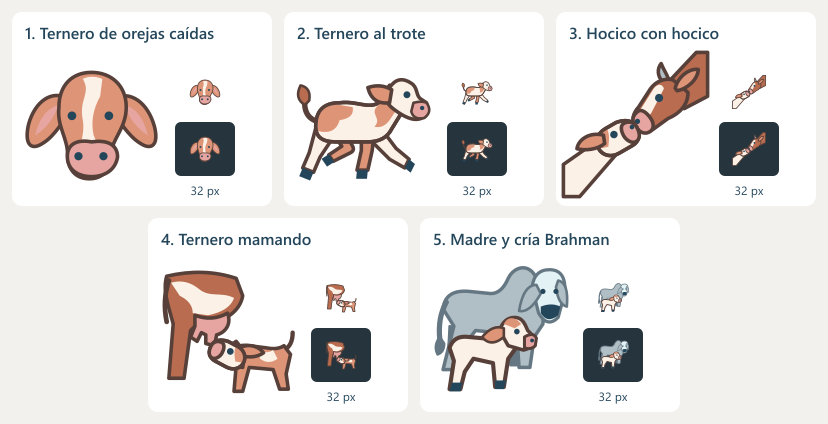 1. Ternero de orejas caídas
32 px
2. Ternero al trote
32 px
3. Hocico con hocico
32 px
4. Ternero mamando
32 px
5. Madre y cría Brahman
32 px